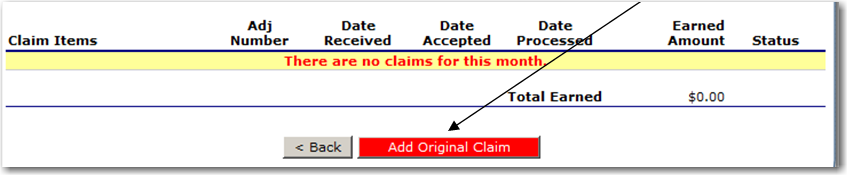 Claim Items Adj Number Date Received Date Accepted Date Processed Earned Amount Status
There are no claims for this month.
Total Earned $0.00
< Back Add Original Claim